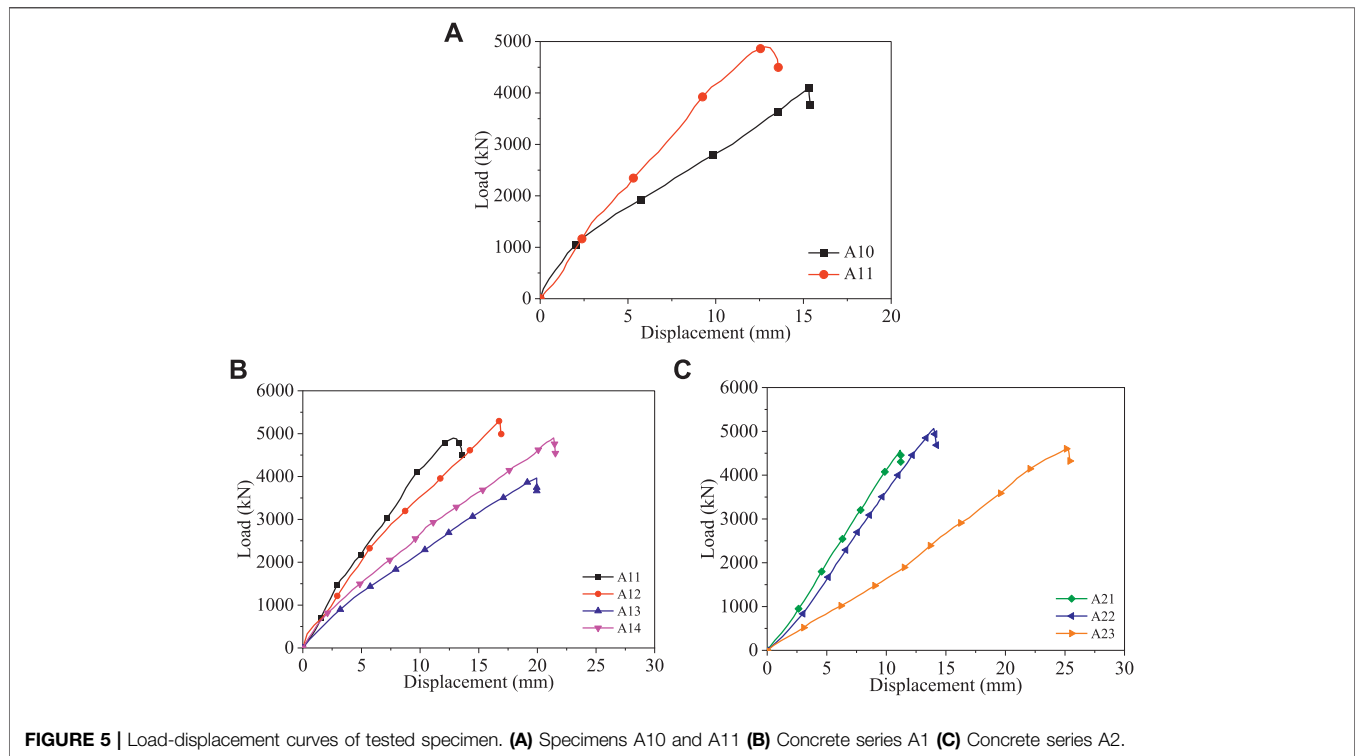 A
5000
4000
3000
2000
1000
0
Load (kN)
A10
A11
0 5 10 15 20
Displacement (mm)
B
6000
5000
4000
3000
2000
1000
0
Load (kN)
A11
A12
A13
A14
0 5 10 15 20 25 30
Displacement (mm)
C
6000
5000
4000
3000
2000
1000
0
Load (kN)
A21
A22
A23
0 5 10 15 20 25 30
Displacement (mm)
FIGURE 5 | Load-displacement curves of tested specimen. (A) Specimens A10 and A11 (B) Concrete series A1 (C) Concrete series A2.